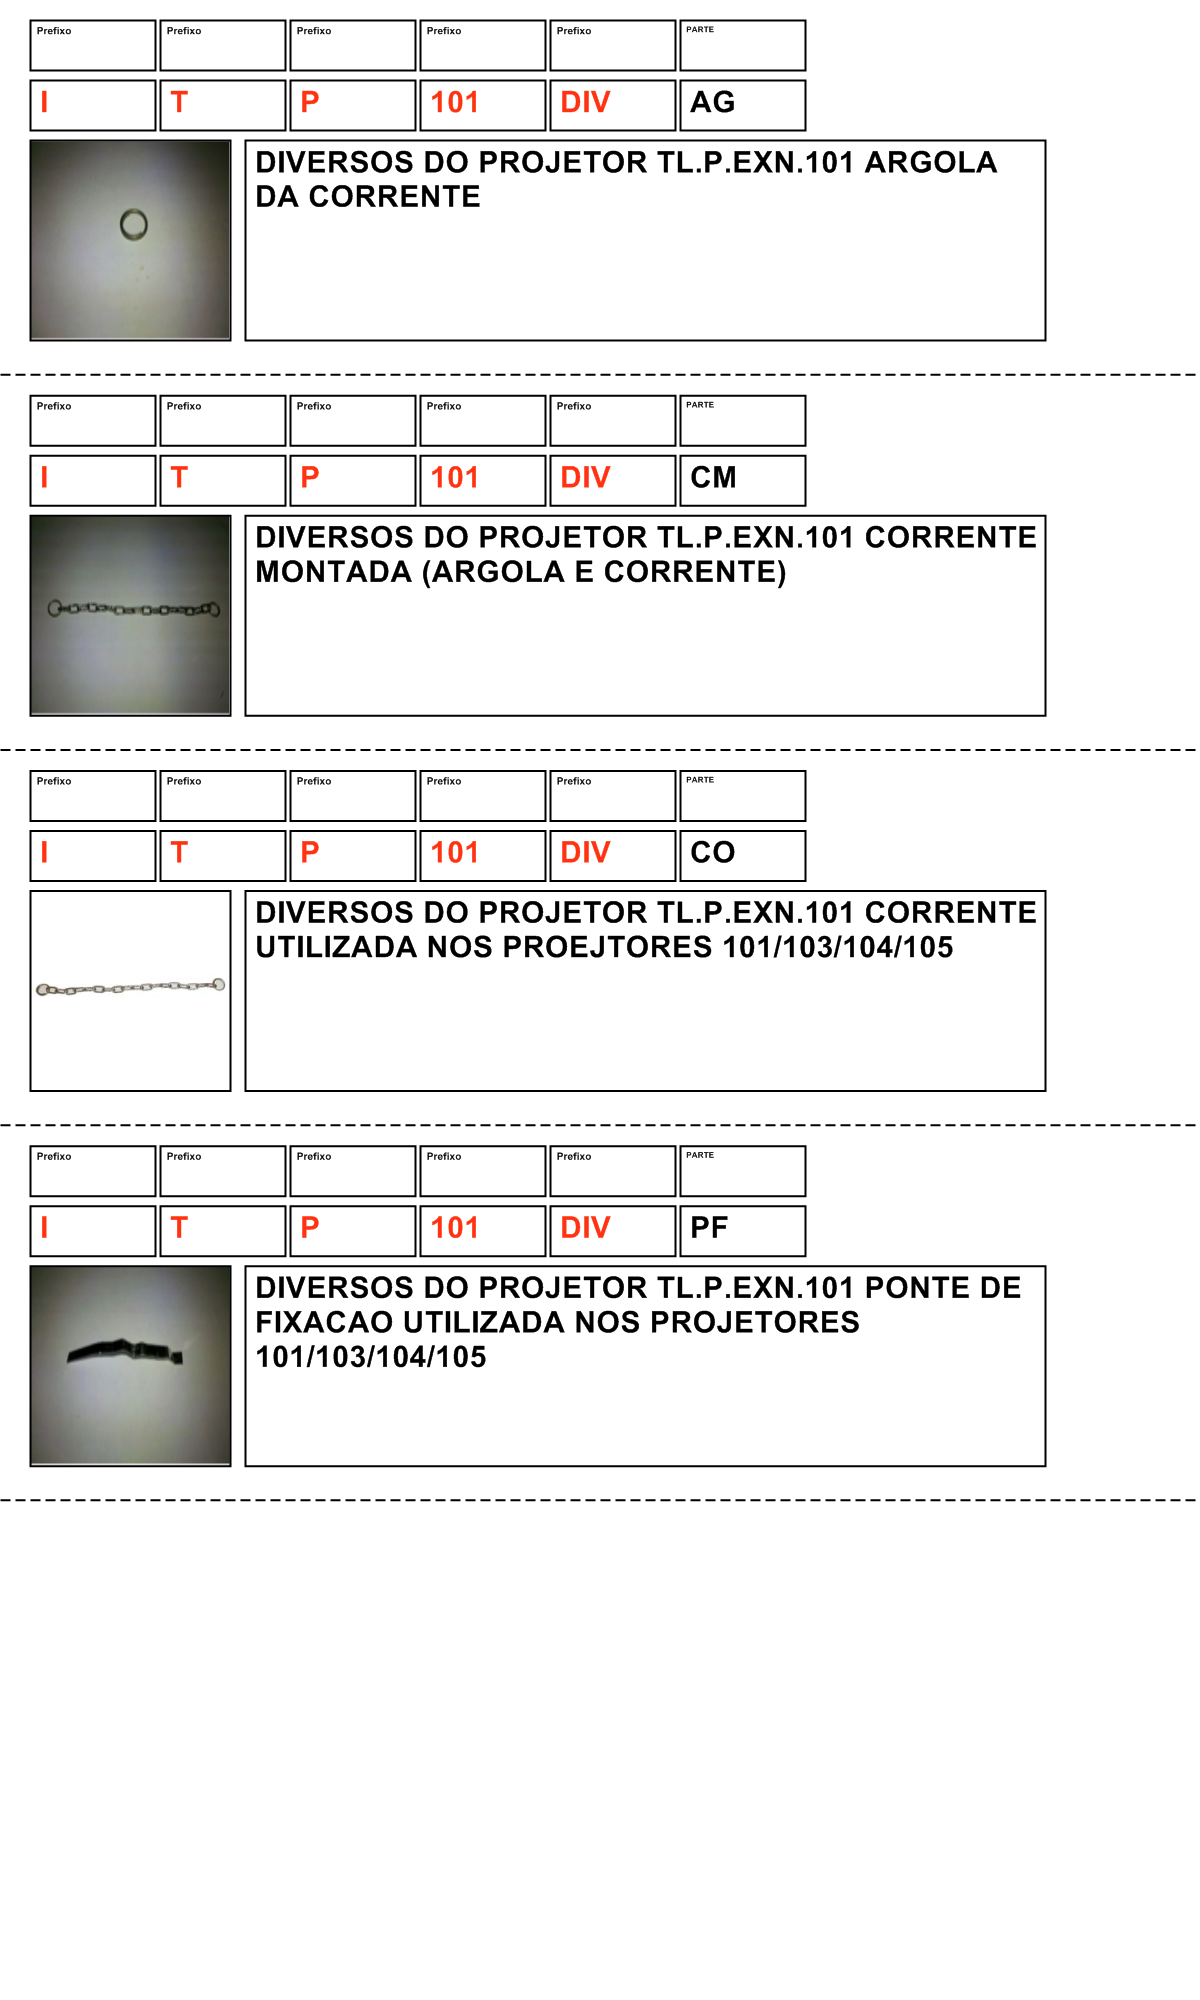 Prefixo Prefixo Prefixo Prefixo Prefixo PARTE
I T P 101 DIV AG
DIVERSOS DO PROJETOR TL.P.EXN.101 ARGOLA
DA CORRENTE
Prefixo Prefixo Prefixo Prefixo Prefixo PARTE
I T P 101 DIV CM
DIVERSOS DO PROJETOR TL.P.EXN.101 CORRENTE
MONTADA (ARGOLA E CORRENTE)
Prefixo Prefixo Prefixo Prefixo Prefixo PARTE
I T P 101 DIV CO
DIVERSOS DO PROJETOR TL.P.EXN.101 CORRENTE
UTILIZADA NOS PROEJTORES 101/103/104/105
Prefixo Prefixo Prefixo Prefixo Prefixo PARTE
I T P 101 DIV PF
DIVERSOS DO PROJETOR TL.P.EXN.101 PONTE DE
FIXACAO UTILIZADA NOS PROJETORES
101/103/104/105